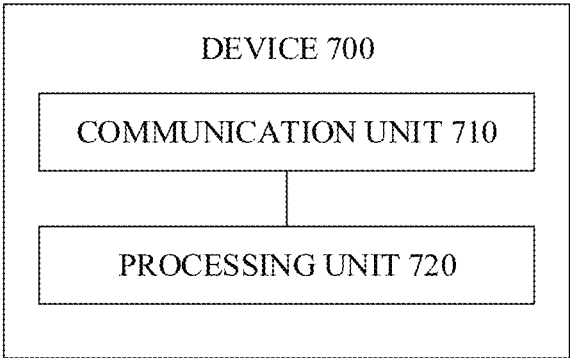 DEVICE 700
COMMUNICATION UNIT 710
PROCESSING UNIT 720